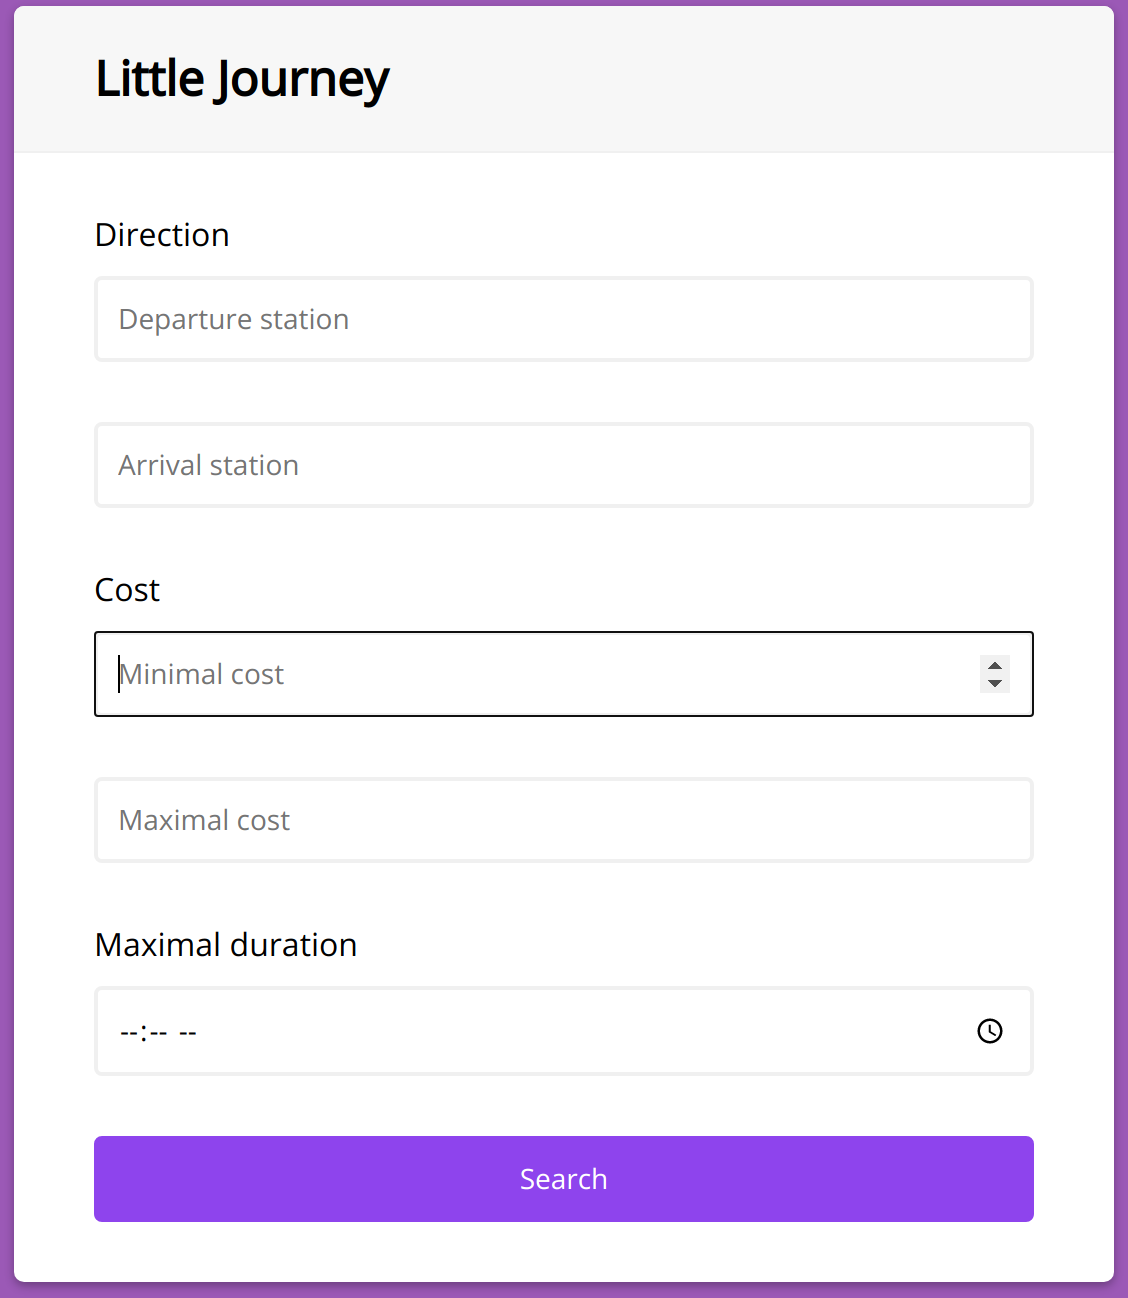 Little Journey
Direction
Departure station
Arrival station
Cost
Minimal cost
Maximal cost
Maximal duration
--:-- --
Search